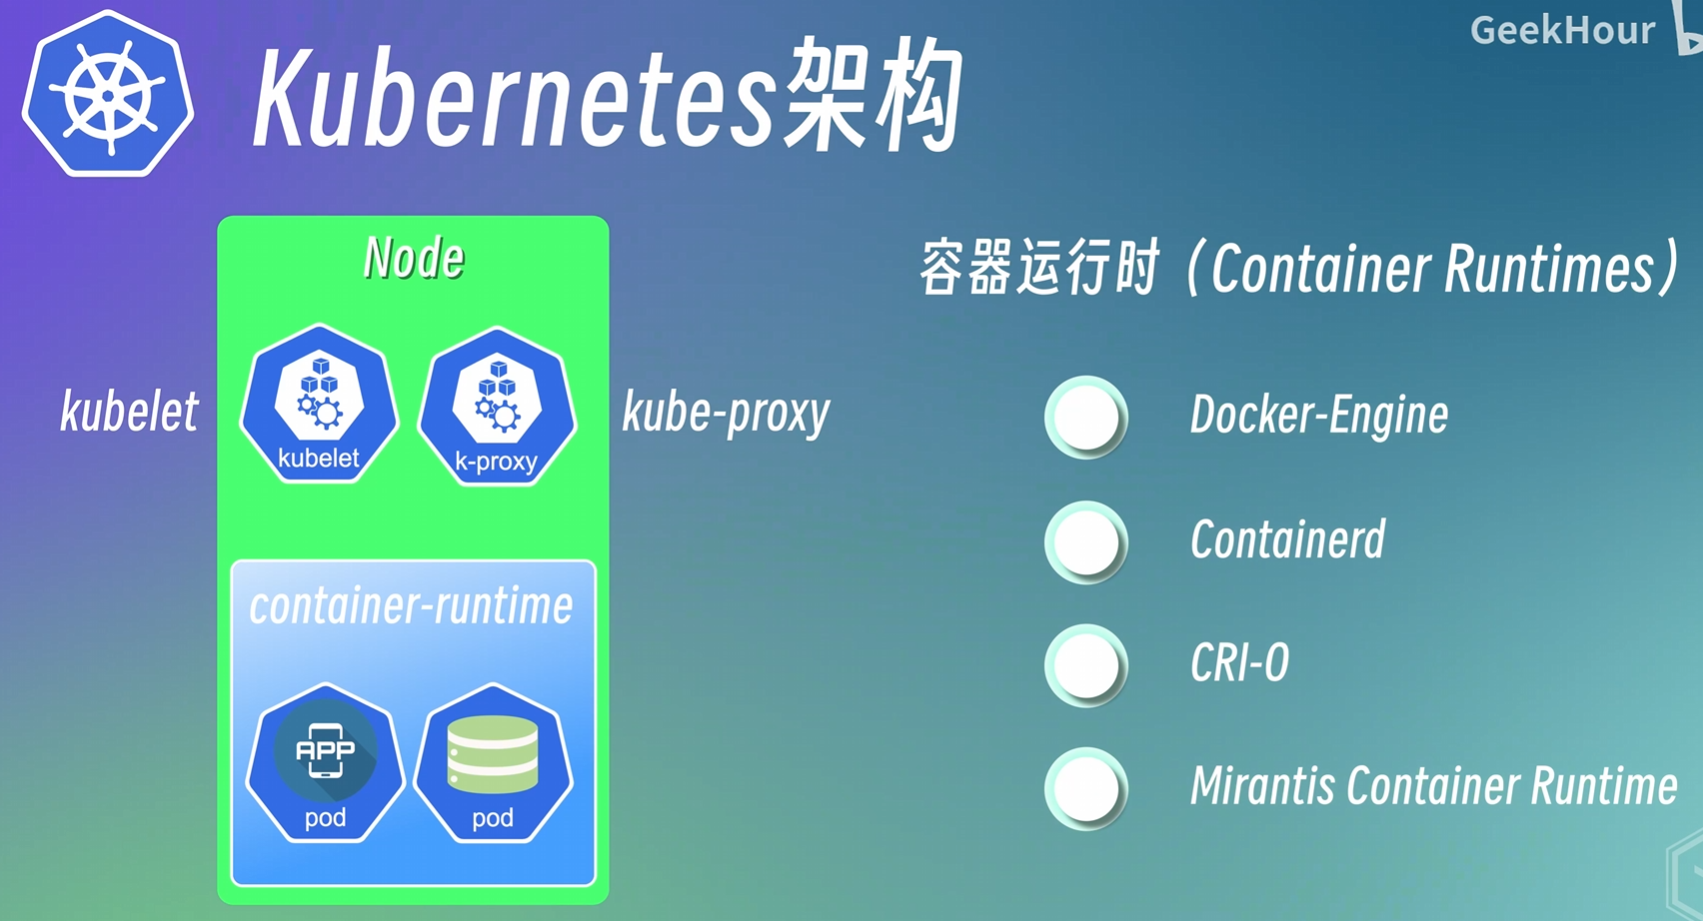 GeekHour
Kubernetes架构
Node
kubelet
kubelet
k-proxy
kube-proxy
container-runtime
APP
pod
pod
容器运行时（Container Runtimes）
Docker-Engine
Containerd
CRI-O
Mirantis Container Runtime